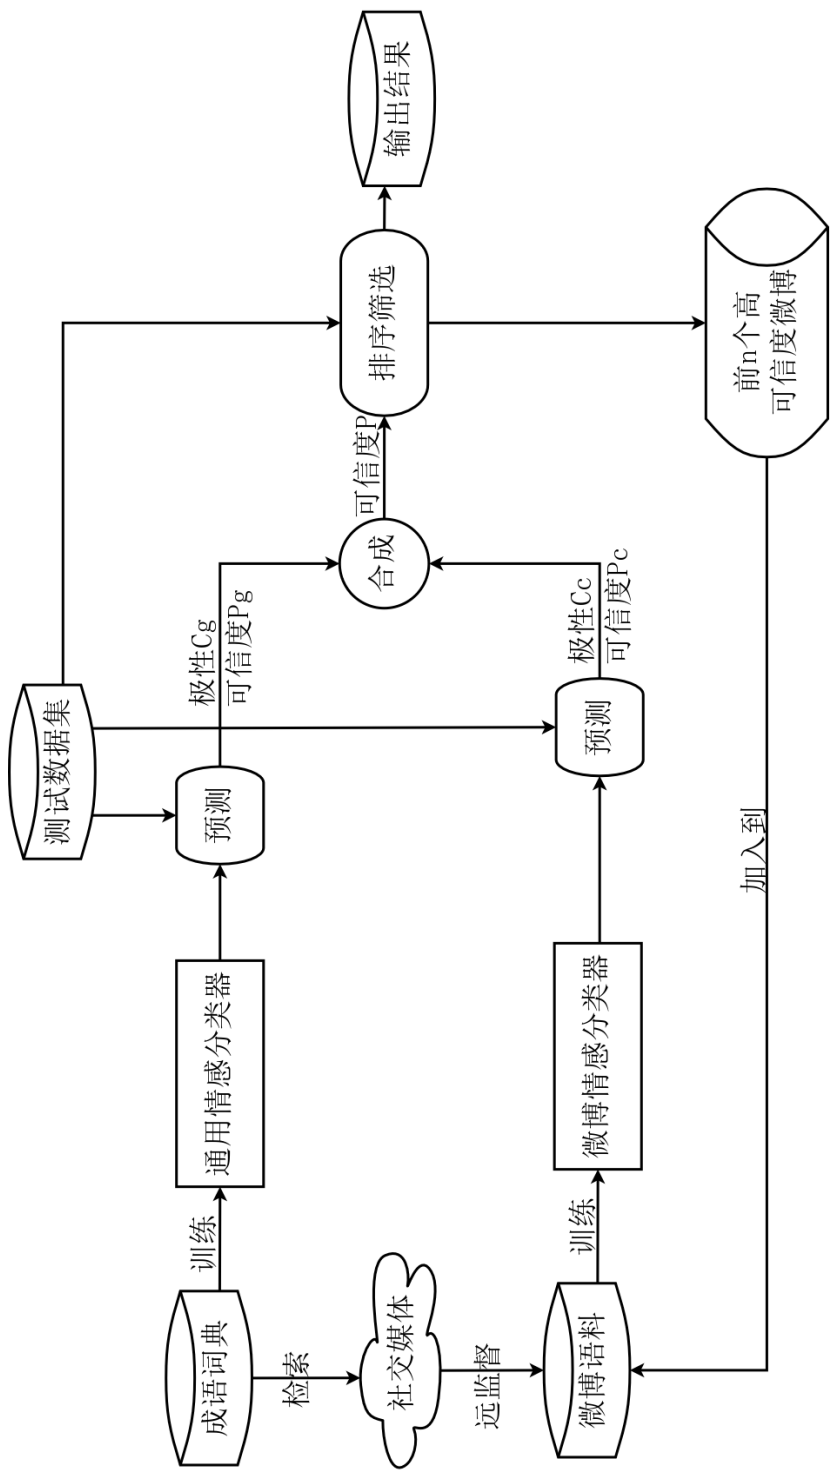 测试数据集
成语词典
训练
通用情感分类器
预测
极性Cg
可信度Pg
检索
社交媒体
远监督
合成
可信度P
排序筛选
输出结果
微博语料
训练
微博情感分类器
预测
极性Cc
可信度Pc
前n个高
可信度微博
加入到